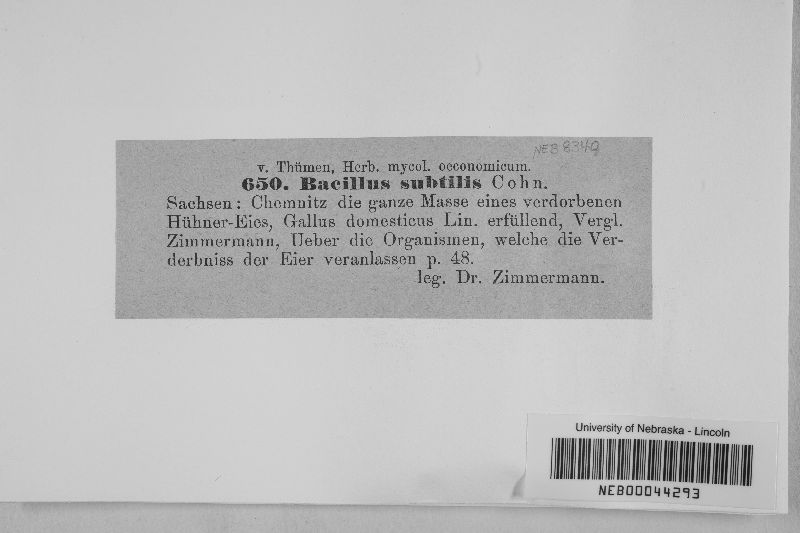 NEB 8349
v. Thümen, Herb. mycol. oeconomicum.
650. Bacillus subtilis Cohn.
Sachsen: Chemnitz die ganze Masse eines verdorbenen
Hühner-Eies, Gallus domesticus Lin. erfüllend, Vergl.
Zimmermann, Ueber die Organismen, welche die Ver-
derbniss der Eier veranlassen p. 48.
leg. Dr. Zimmermann.
University of Nebraska - Lincoln
NEB00044293